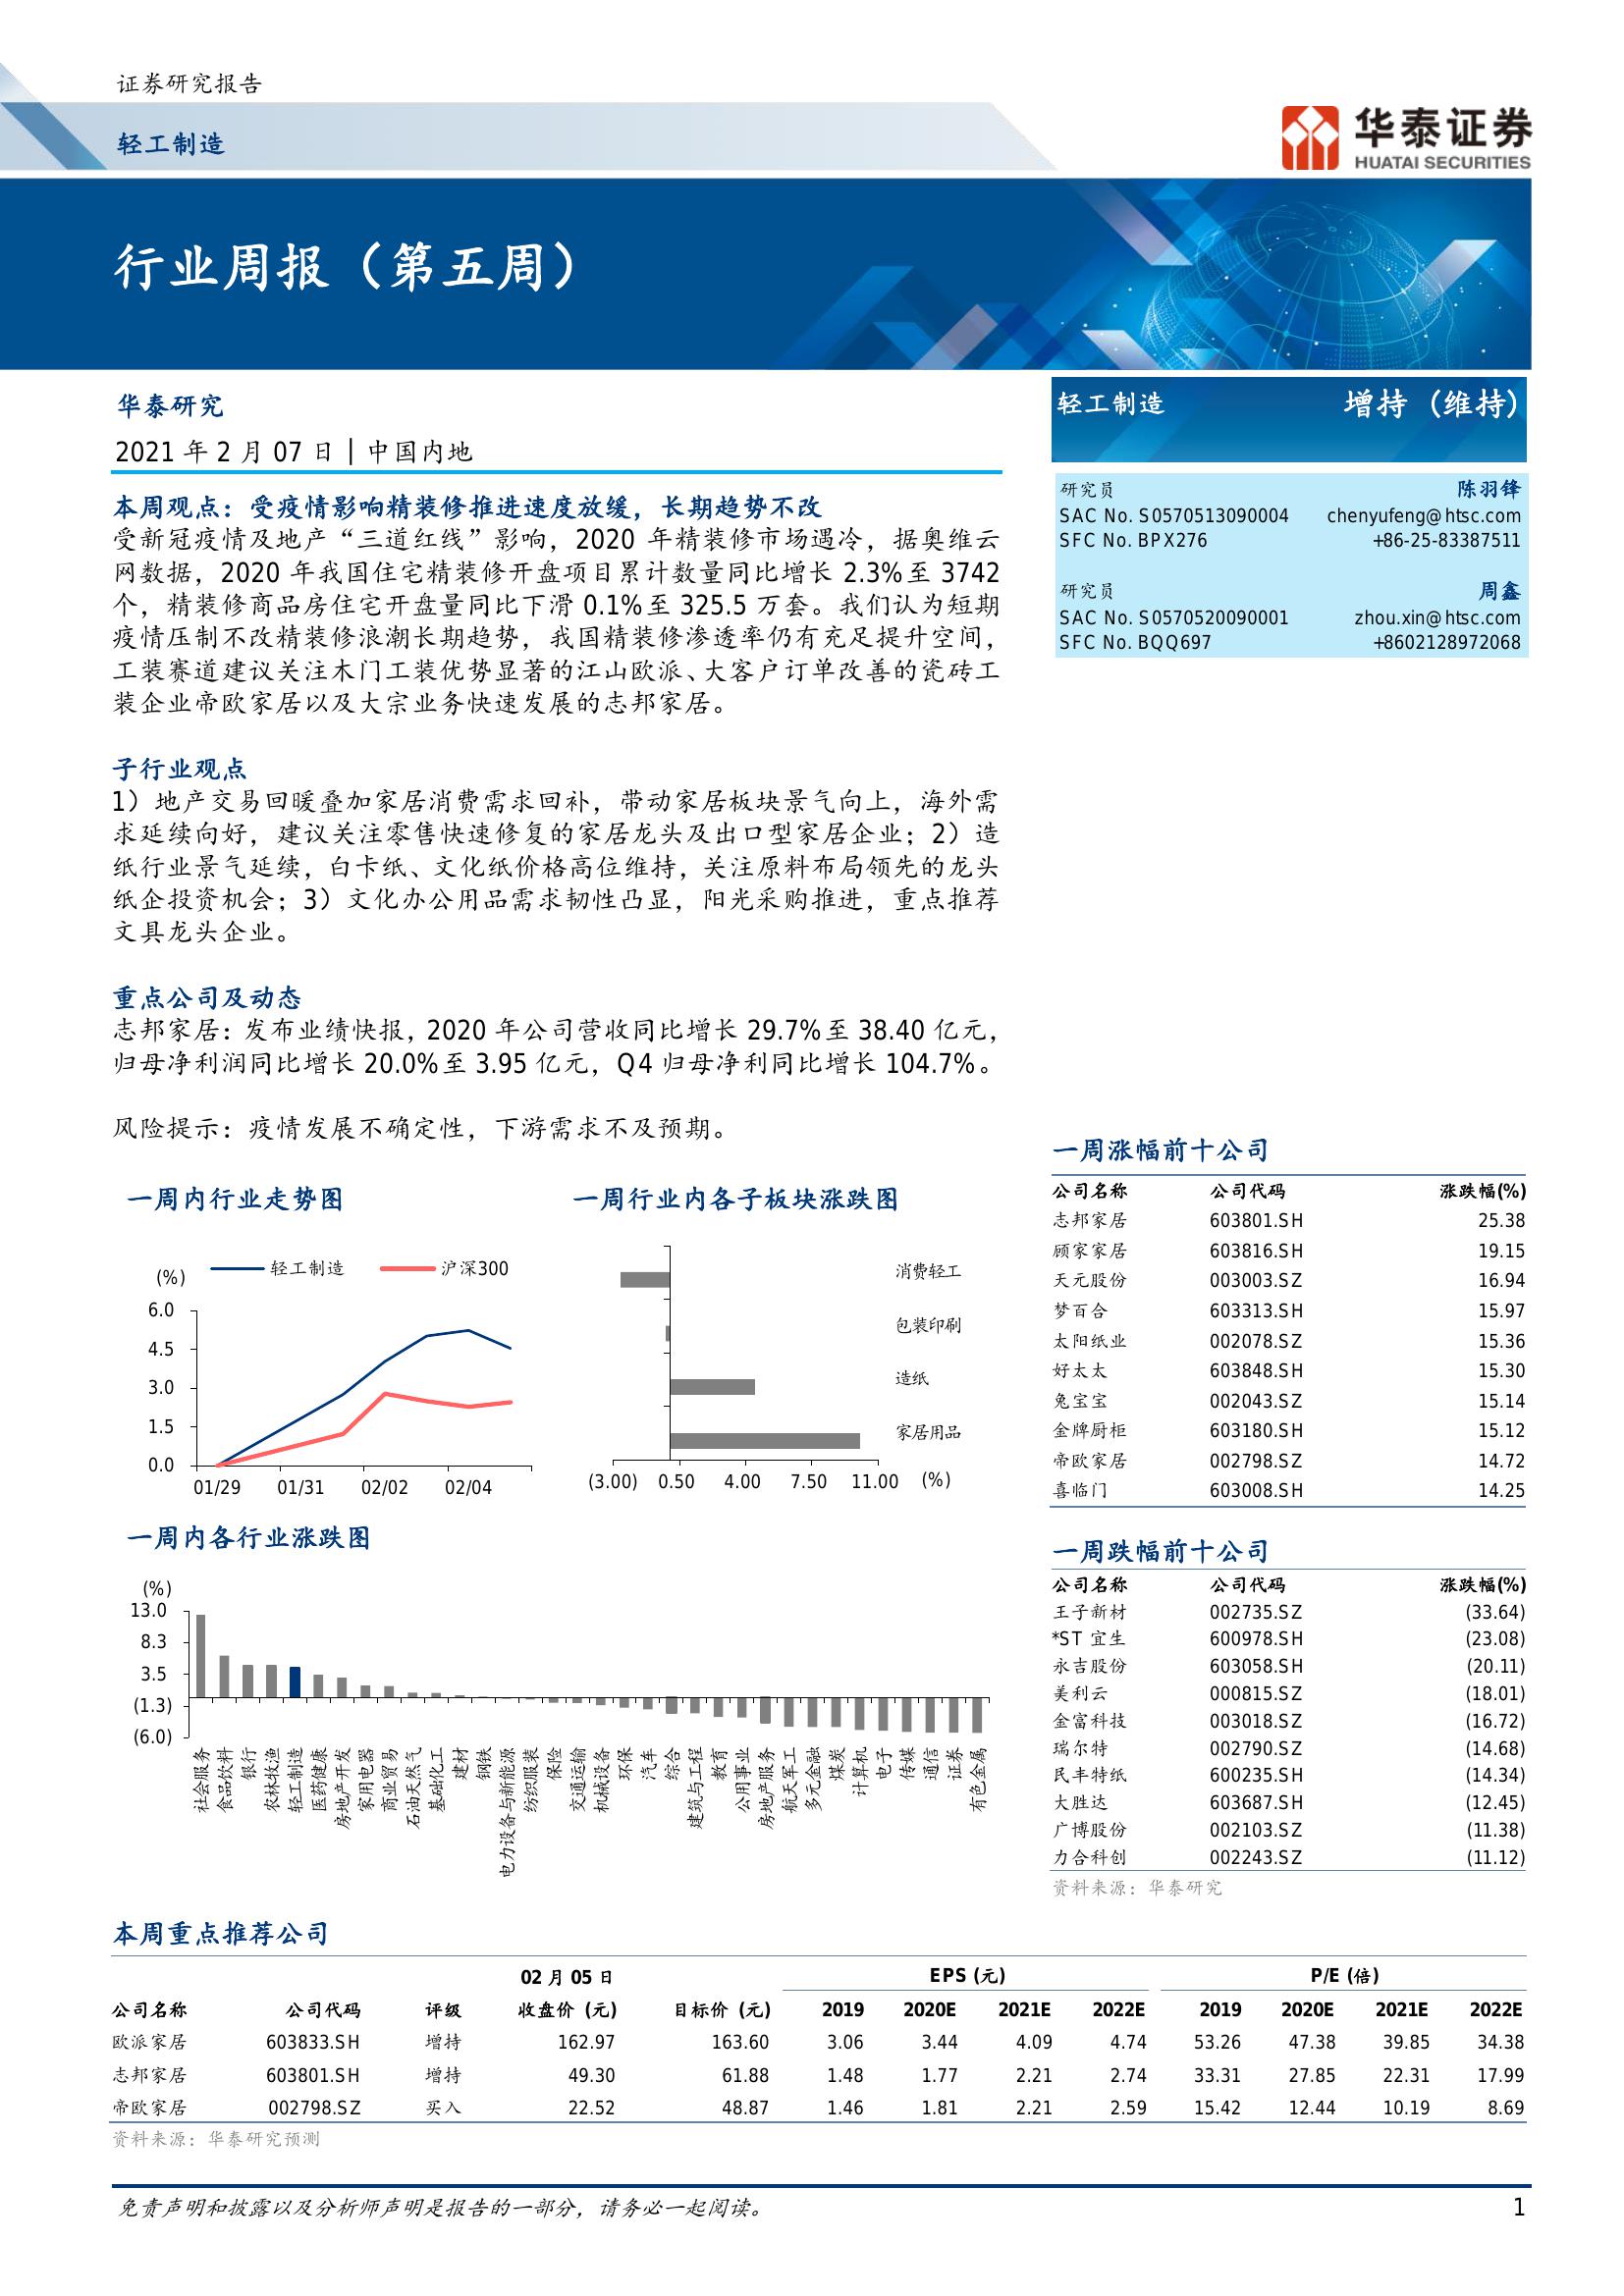 证券研究报告
轻工制造
华泰证券
HUATAI SECURITIES
行业周报（第五周）
华泰研究
2021 年 2 月 07 日 | 中国内地
轻工制造 增持 (维持)
研究员 陈羽锋
SAC No. S0570513090004 chenyufeng@htsc.com
SFC No. BPX276 +86-25-83387511
研究员 周鑫
SAC No. S0570520090001 zhou.xin@htsc.com
SFC No. BQQ697 +8602128972068
本周观点：受疫情影响精装修推进速度放缓，长期趋势不改
受新冠疫情及地产“三道红线”影响，2020 年精装修市场遇冷，据奥维云
网数据，2020 年我国住宅精装修开盘项目累计数量同比增长 2.3%至 3742
个，精装修商品房住宅开盘量同比下滑 0.1%至 325.5 万套。我们认为短期
疫情压制不改精装修浪潮长期趋势，我国精装修渗透率仍有充足提升空间，
工装赛道建议关注木门工装优势显著的江山欧派、大客户订单改善的瓷砖工
装企业帝欧家居以及大宗业务快速发展的志邦家居。
子行业观点
1）地产交易回暖叠加家居消费需求回补，带动家居板块景气向上，海外需
求延续向好，建议关注零售快速修复的家居龙头及出口型家居企业；2）造
纸行业景气延续，白卡纸、文化纸价格高位维持，关注原料布局领先的龙头
纸企投资机会；3）文化办公用品需求韧性凸显，阳光采购推进，重点推荐
文具龙头企业。
重点公司及动态
志邦家居：发布业绩快报，2020 年公司营收同比增长 29.7%至 38.40 亿元，
归母净利润同比增长 20.0%至 3.95 亿元，Q4 归母净利同比增长 104.7%。
风险提示：疫情发展不确定性，下游需求不及预期。
一周内行业走势图
(%)
轻工制造 沪深300
6.0
4.5
3.0
1.5
0.0
01/29 01/31 02/02 02/04
一周行业内各子板块涨跌图
消费轻工
包装印刷
造纸
家居用品
(3.00) 0.50 4.00 7.50 11.00 (%)
一周内各行业涨跌图
(%)
13.0
8.3
3.5
(1.3)
(6.0)
社会服务
食品饮料
银行
农林牧渔
轻工制造
医药健康
房地产开发
家用电器
商业贸易
石油天然气
基础化工
建材
钢铁
电力设备与新能源
纺织服装
保险
交通运输
机械设备
环保
汽车
综合
建筑与工程
教育
公用事业
房地产服务
航天军工
多元金融
煤炭
计算机
电子
传媒
通信
证券
有色金属
一周涨幅前十公司
公司名称 公司代码 涨跌幅(%)
志邦家居 603801.SH 25.38
顾家家居 603816.SH 19.15
天元股份 003003.SZ 16.94
梦百合 603313.SH 15.97
太阳纸业 002078.SZ 15.36
好太太 603848.SH 15.30
兔宝宝 002043.SZ 15.14
金牌厨柜 603180.SH 15.12
帝欧家居 002798.SZ 14.72
喜临门 603008.SH 14.25
一周跌幅前十公司
公司名称 公司代码 涨跌幅(%)
王子新材 002735.SZ (33.64)
*ST 宜生 600978.SH (23.08)
永吉股份 603058.SH (20.11)
美利云 000815.SZ (18.01)
金富科技 003018.SZ (16.72)
瑞尔特 002790.SZ (14.68)
民丰特纸 600235.SH (14.34)
大胜达 603687.SH (12.45)
广博股份 002103.SZ (11.38)
力合科创 002243.SZ (11.12)
资料来源：华泰研究
本周重点推荐公司
02 月 05 日 EPS (元) P/E (倍)
公司名称 公司代码 评级 收盘价 (元) 目标价 (元) 2019 2020E 2021E 2022E 2019 2020E 2021E 2022E
欧派家居 603833.SH 增持 162.97 163.60 3.06 3.44 4.09 4.74 53.26 47.38 39.85 34.38
志邦家居 603801.SH 增持 49.30 61.88 1.48 1.77 2.21 2.74 33.31 27.85 22.31 17.99
帝欧家居 002798.SZ 买入 22.52 48.87 1.46 1.81 2.21 2.59 15.42 12.44 10.19 8.69
资料来源：华泰研究预测
免责声明和披露以及分析师声明是报告的一部分，请务必一起阅读。 1